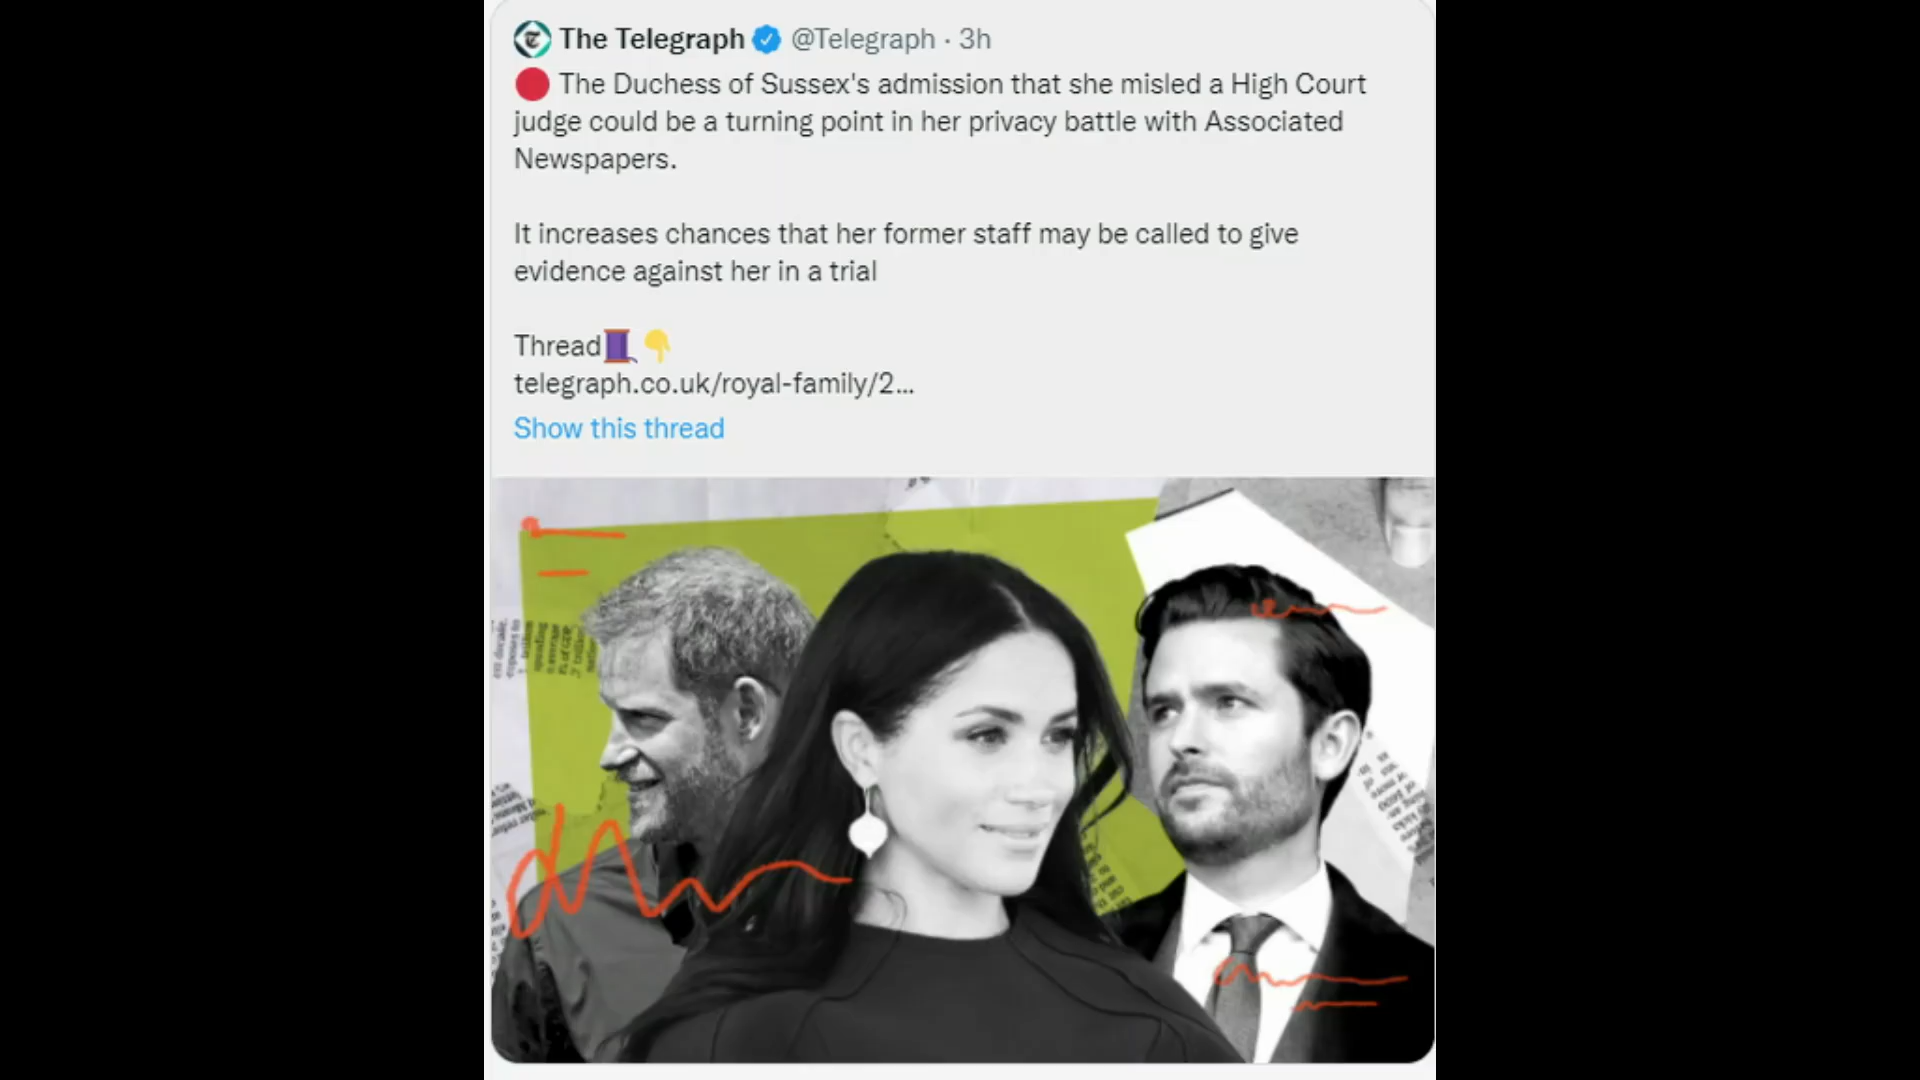 The Telegraph @Telegraph · 3h
The Duchess of Sussex's admission that she misled a High Court
judge could be a turning point in her privacy battle with Associated
Newspapers.
It increases chances that her former staff may be called to give
evidence against her in a trial
Thread
telegraph.co.uk/royal-family/2...
Show this thread